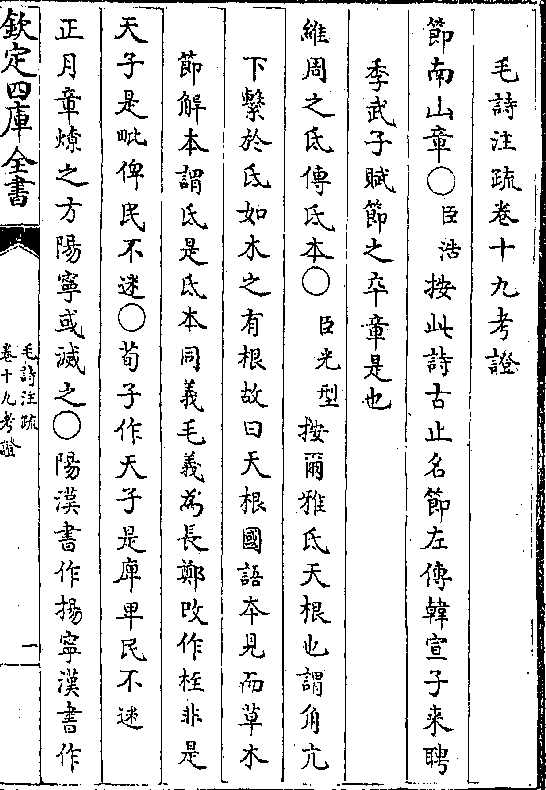 毛詩注疏卷十九考證
節南山章○臣浩按此詩古止名節左傳韓宣子來聘
季武子賦節之卒章是也
維周之氐傳氐本○臣光型按爾雅氐天根也謂角亢
下繫於氐如木之有根故曰天根國語本見而草木
節解本謂氐是氐本同義毛義為長鄭改作桎非是
天子是毗俾民不迷○荀子作天子是庳卑民不迷
正月章燎之方陽寧或滅之○陽漢書作揚寧漢書作
欽定四庫全書
毛詩注疏
卷十九考證
一